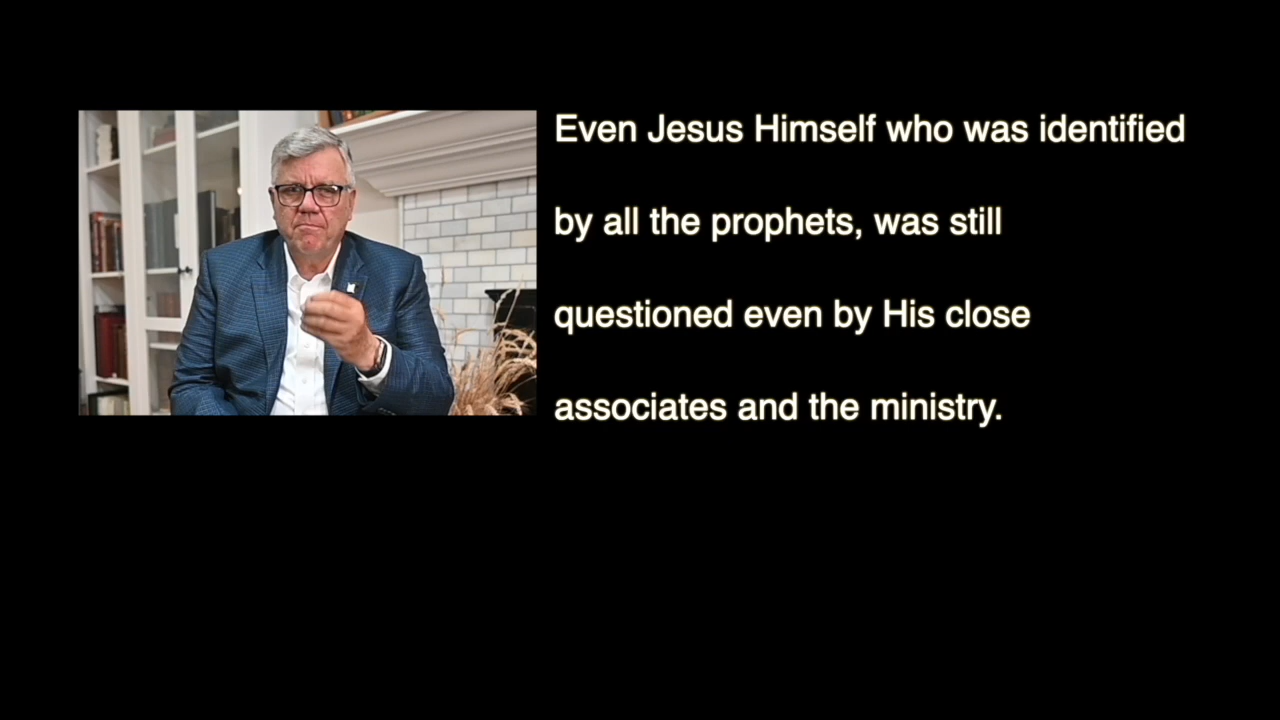 Even Jesus Himself who was identified
by all the prophets, was still
questioned even by His close
associates and the ministry.